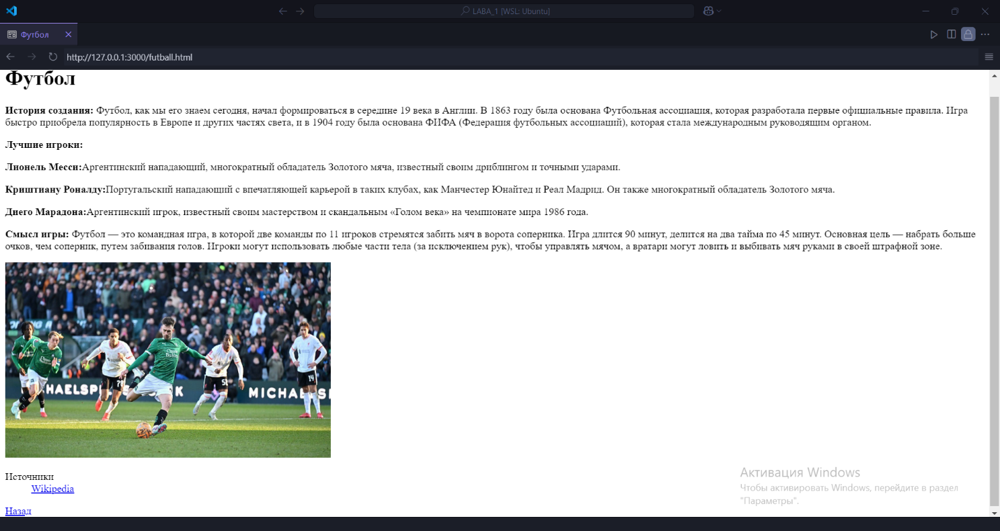 LABA_1 [WSL: Ubuntu]
Футбол
http://127.0.0.1:3000/futball.html
Футбол
История создания: Футбол, как мы его знаем сегодня, начал формироваться в середине 19 века в Англии. В 1863 году была основана Футбольная ассоциация, которая разработала первые официальные правила. Игра
быстро приобрела популярность в Европе и других частях света, и в 1904 году была основана ФИФА (Федерация футбольных ассоциаций), которая стала международным руководящим органом.
Лучшие игроки:
Лионель Месси:Аргентинский нападающий, многократный обладатель Золотого мяча, известный своим дриблингом и точными ударами.
Криштиану Роналду:Португальский нападающий с впечатляющей карьерой в таких клубах, как Манчестер Юнайтед и Реал Мадрид. Он также многократный обладатель Золотого мяча.
Диего Марадона:Аргентинский игрок, известный своим мастерством и скандальным «Голом века» на чемпионате мира 1986 года.
Смысл игры: Футбол — это командная игра, в которой две команды по 11 игроков стремятся забить мяч в ворота соперника. Игра длится 90 минут, делится на два тайма по 45 минут. Основная цель — набрать больше
очков, чем соперник, путем забивания голов. Игроки могут использовать любые части тела (за исключением рук), чтобы управлять мячом, а вратари могут ловить и выбивать мяч руками в своей штрафной зоне.
14
Источники
Wikipedia
Назад
Активация Windows
Чтобы активировать Windows, перейдите в раздел
"Параметры".